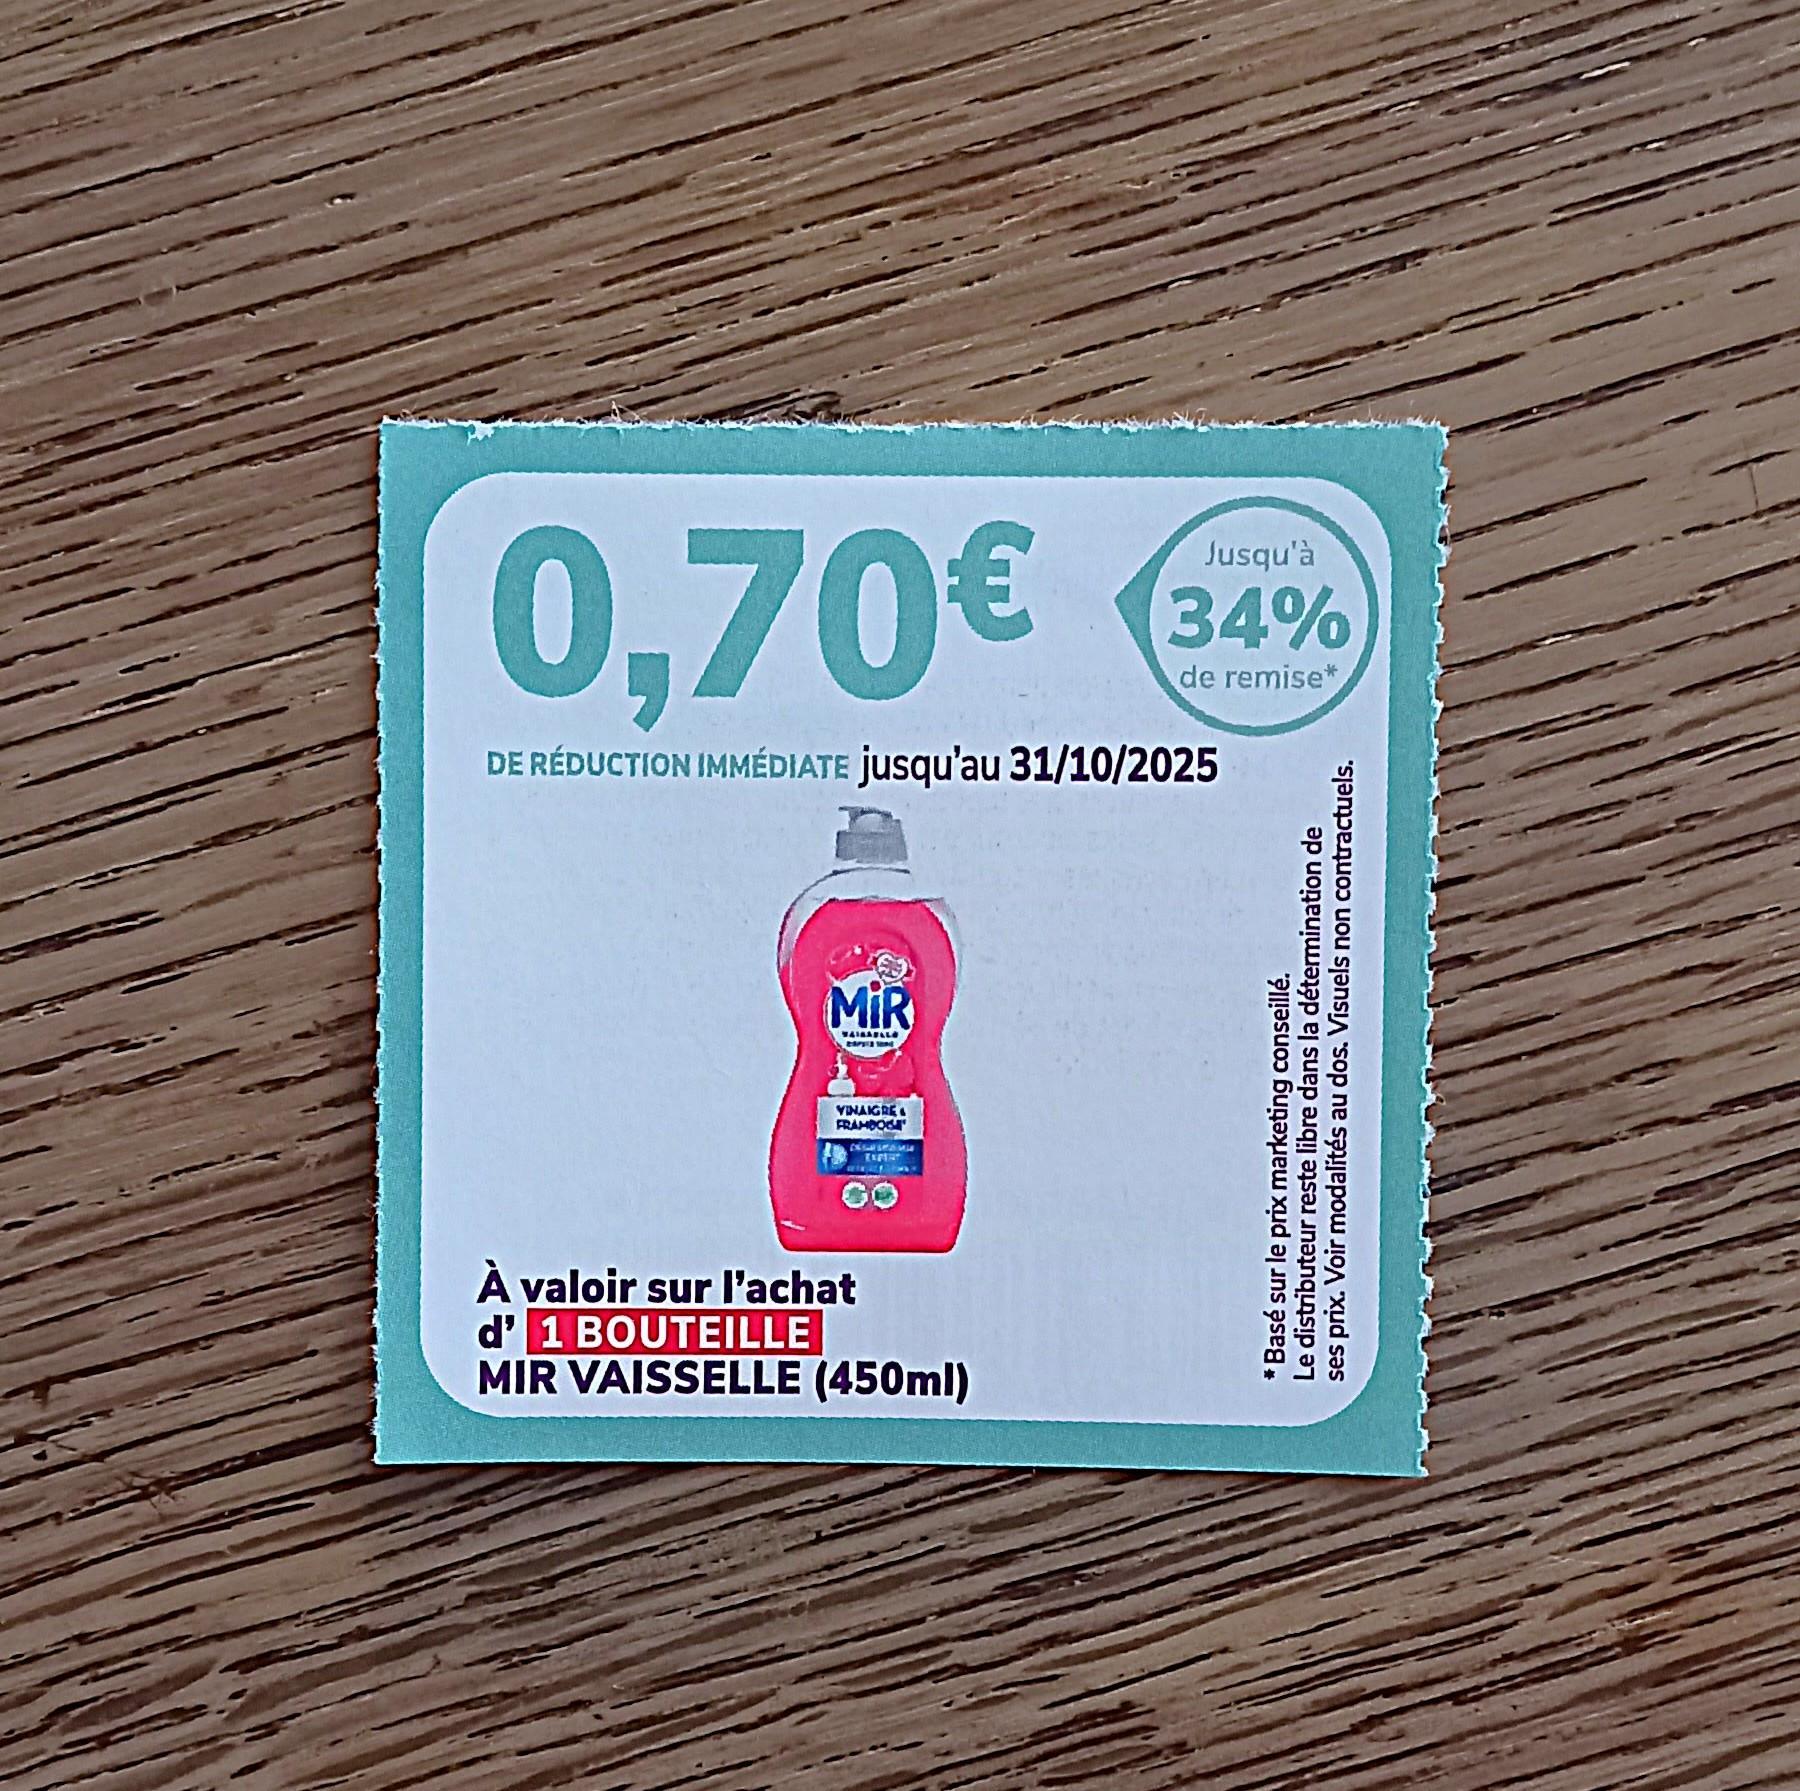 0,70€
Jusqu'à
34%
de remise*
DE RÉDUCTION IMMÉDIATE jusqu'au 31/10/2025
MiR
VAISSELLE
VINAIGRE &
FRAMBOISE
EXPERT
À valoir sur l'achat
d' 1 BOUTEILLE
MIR VAISSELLE (450ml)
*Basé sur le prix marketing conseillé.
Le distributeur reste libre dans la détermination de
ses prix. Voir modalités au dos. Visuels non contractuels.